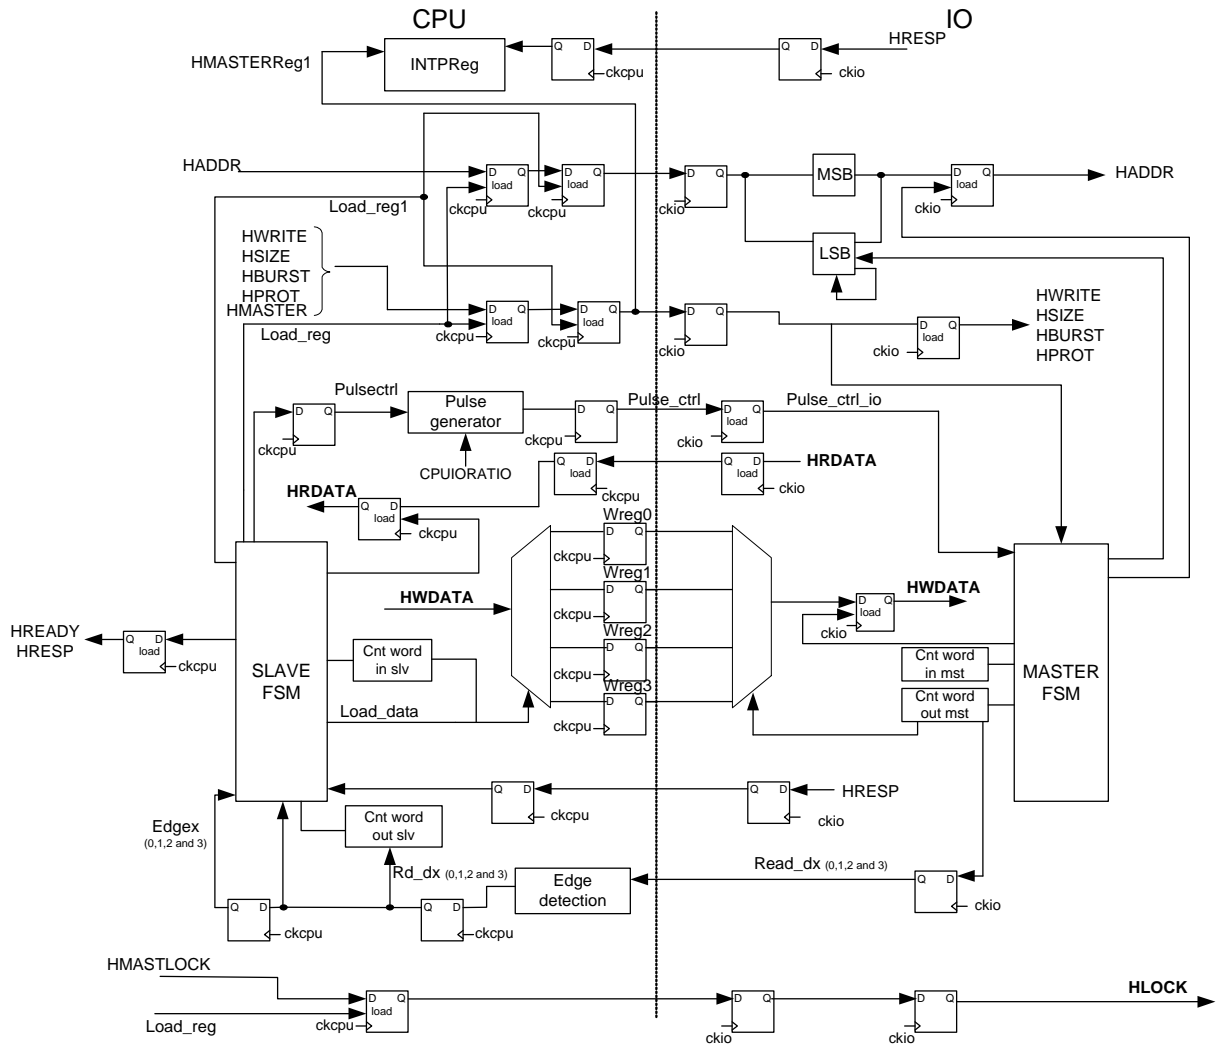 CPU
IO
HMASTERReg1
INTPReg
Q D
ckcpu
Q D
ckio
HRESP
HADDR
D Q
load
ckcpu
D Q
load
ckcpu
D Q
ckio
MSB
LSB
D Q
load
ckio
HADDR
Load_reg1
HWRITE
HSIZE
HBURST
HPROT
HMASTER
Load_reg
D Q
load
ckcpu
D Q
load
ckcpu
D Q
ckio
D Q
load
ckio
HWRITE
HSIZE
HBURST
HPROT
Pulsectrl
D Q
ckcpu
Pulse
generator
CPUIORATIO
D Q
ckcpu
Pulse_ctrl
D Q
load
ckio
Pulse_ctrl_io
HRDATA
Q D
load
ckcpu
Q D
load
ckcpu
Q D
load
ckio
HRDATA
Wreg0
D Q
ckcpu
Wreg1
D Q
ckcpu
Wreg2
D Q
ckcpu
Wreg3
D Q
ckcpu
HWDATA
D Q
load
ckio
HWDATA
HREADY
HRESP
Q D
load
ckcpu
SLAVE
FSM
Cnt word
in slv
Load_data
Cnt word
in mst
Cnt word
out mst
MASTER
FSM
Q D
ckcpu
Q D
ckio
HRESP
Edgex
(0,1,2 and 3)
Cnt word
out slv
Rd_dx (0,1,2 and 3)
Edge
detection
Read_dx (0,1,2 and 3)
Q D
ckcpu
Q D
ckcpu
Q D
ckio
HMASTLOCK
Load_reg
D Q
load
ckcpu
D Q
ckio
D Q
ckio
HLOCK